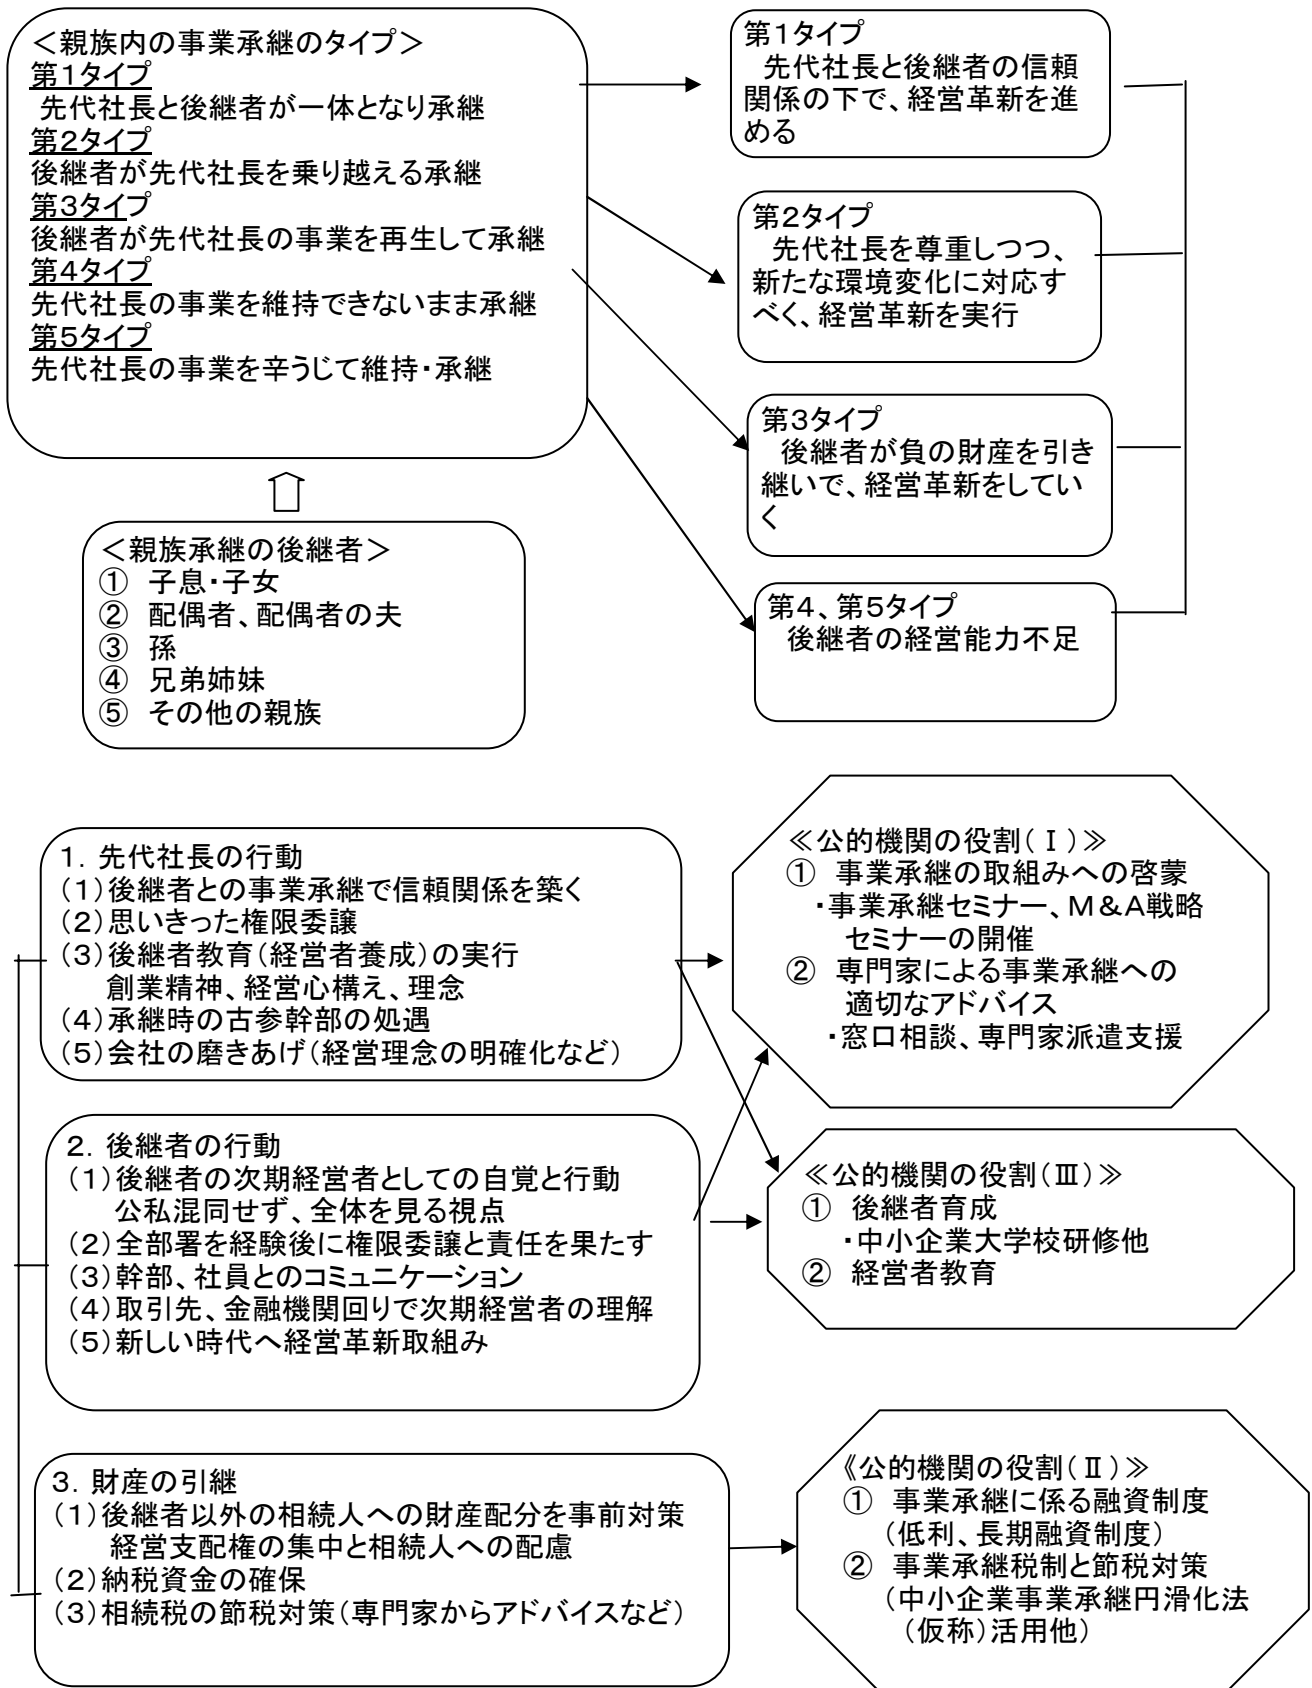 ＜親族内の事業承継のタイプ＞
第１タイプ
先代社長と後継者が一体となり承継
第２タイプ
後継者が先代社長を乗り越える承継
第３タイプ
後継者が先代社長の事業を再生して承継
第４タイプ
先代社長の事業を維持できないまま承継
第５タイプ
先代社長の事業を辛うじて維持・承継
第１タイプ
先代社長と後継者の信頼
関係の下で、経営革新を進
める
第２タイプ
先代社長を尊重しつつ、
新たな環境変化に対応す
べく、経営革新を実行
第３タイプ
後継者が負の財産を引き
継いで、経営革新をしてい
く
第４、第５タイプ
後継者の経営能力不足
＜親族承継の後継者＞
① 子息・子女
② 配偶者、配偶者の夫
③ 孫
④ 兄弟姉妹
⑤ その他の親族
１．先代社長の行動
（１）後継者との事業承継で信頼関係を築く
（２）思いきった権限委譲
（３）後継者教育（経営者養成）の実行
創業精神、経営心構え、理念
（４）承継時の古参幹部の処遇
（５）会社の磨きあげ（経営理念の明確化など）
≪公的機関の役割（Ⅰ）≫
① 事業承継の取組みへの啓蒙
・事業承継セミナー、Ｍ＆Ａ戦略
セミナーの開催
② 専門家による事業承継への
適切なアドバイス
・窓口相談、専門家派遣支援
２．後継者の行動
（１）後継者の次期経営者としての自覚と行動
公私混同せず、全体を見る視点
（２）全部署を経験後に権限委譲と責任を果たす
（３）幹部、社員とのコミュニケーション
（４）取引先、金融機関回りで次期経営者の理解
（５）新しい時代へ経営革新取組み
≪公的機関の役割（Ⅲ）≫
① 後継者育成
・中小企業大学校研修他
② 経営者教育
３．財産の引継
（１）後継者以外の相続人への財産配分を事前対策
経営支配権の集中と相続人への配慮
（２）納税資金の確保
（３）相続税の節税対策（専門家からアドバイスなど）
《公的機関の役割（Ⅱ）≫
① 事業承継に係る融資制度
（低利、長期融資制度）
② 事業承継税制と節税対策
（中小企業事業承継円滑化法
（仮称）活用他）